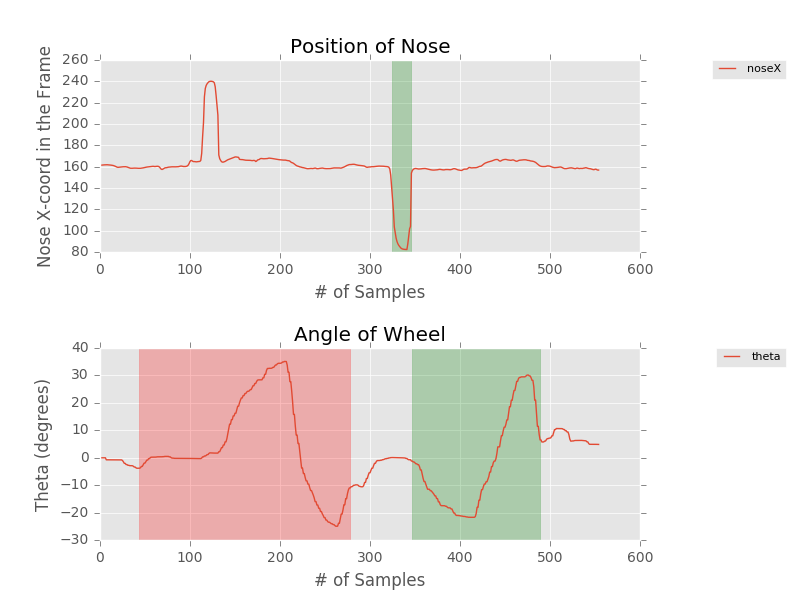 Position of Nose
Nose X-coord in the Frame
260
240
220
200
180
160
140
120
100
80
0 100 200 300 400 500 600
# of Samples
noseX
Angle of Wheel
Theta (degrees)
40
30
20
10
0
−10
−20
−30
0 100 200 300 400 500 600
# of Samples
theta